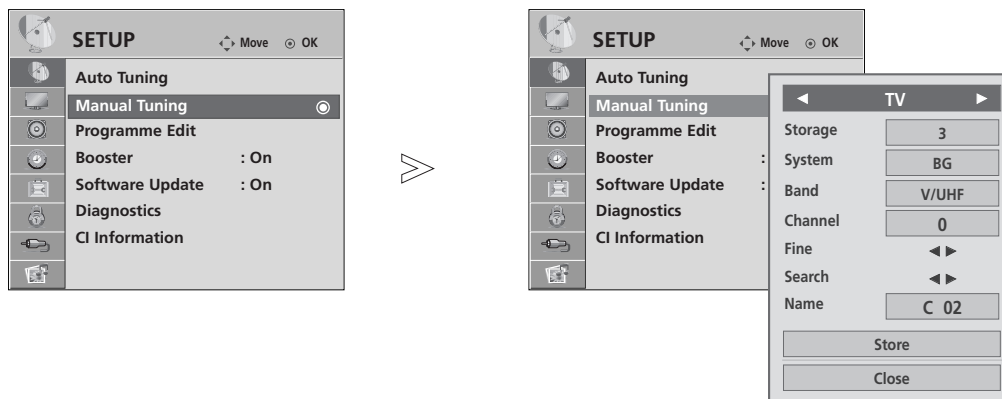 SETUP Move OK
Auto Tuning
Manual Tuning
Programme Edit
Booster : On
Software Update : On
Diagnostics
CI Information
SETUP Move OK
Auto Tuning
Manual Tuning
Programme Edit
Booster :
Software Update :
Diagnostics
CI Information
◀ TV ▶
Storage 3
System BG
Band V/UHF
Channel 0
Fine ◀ ▶
Search ◀ ▶
Name C 02
Store
Close